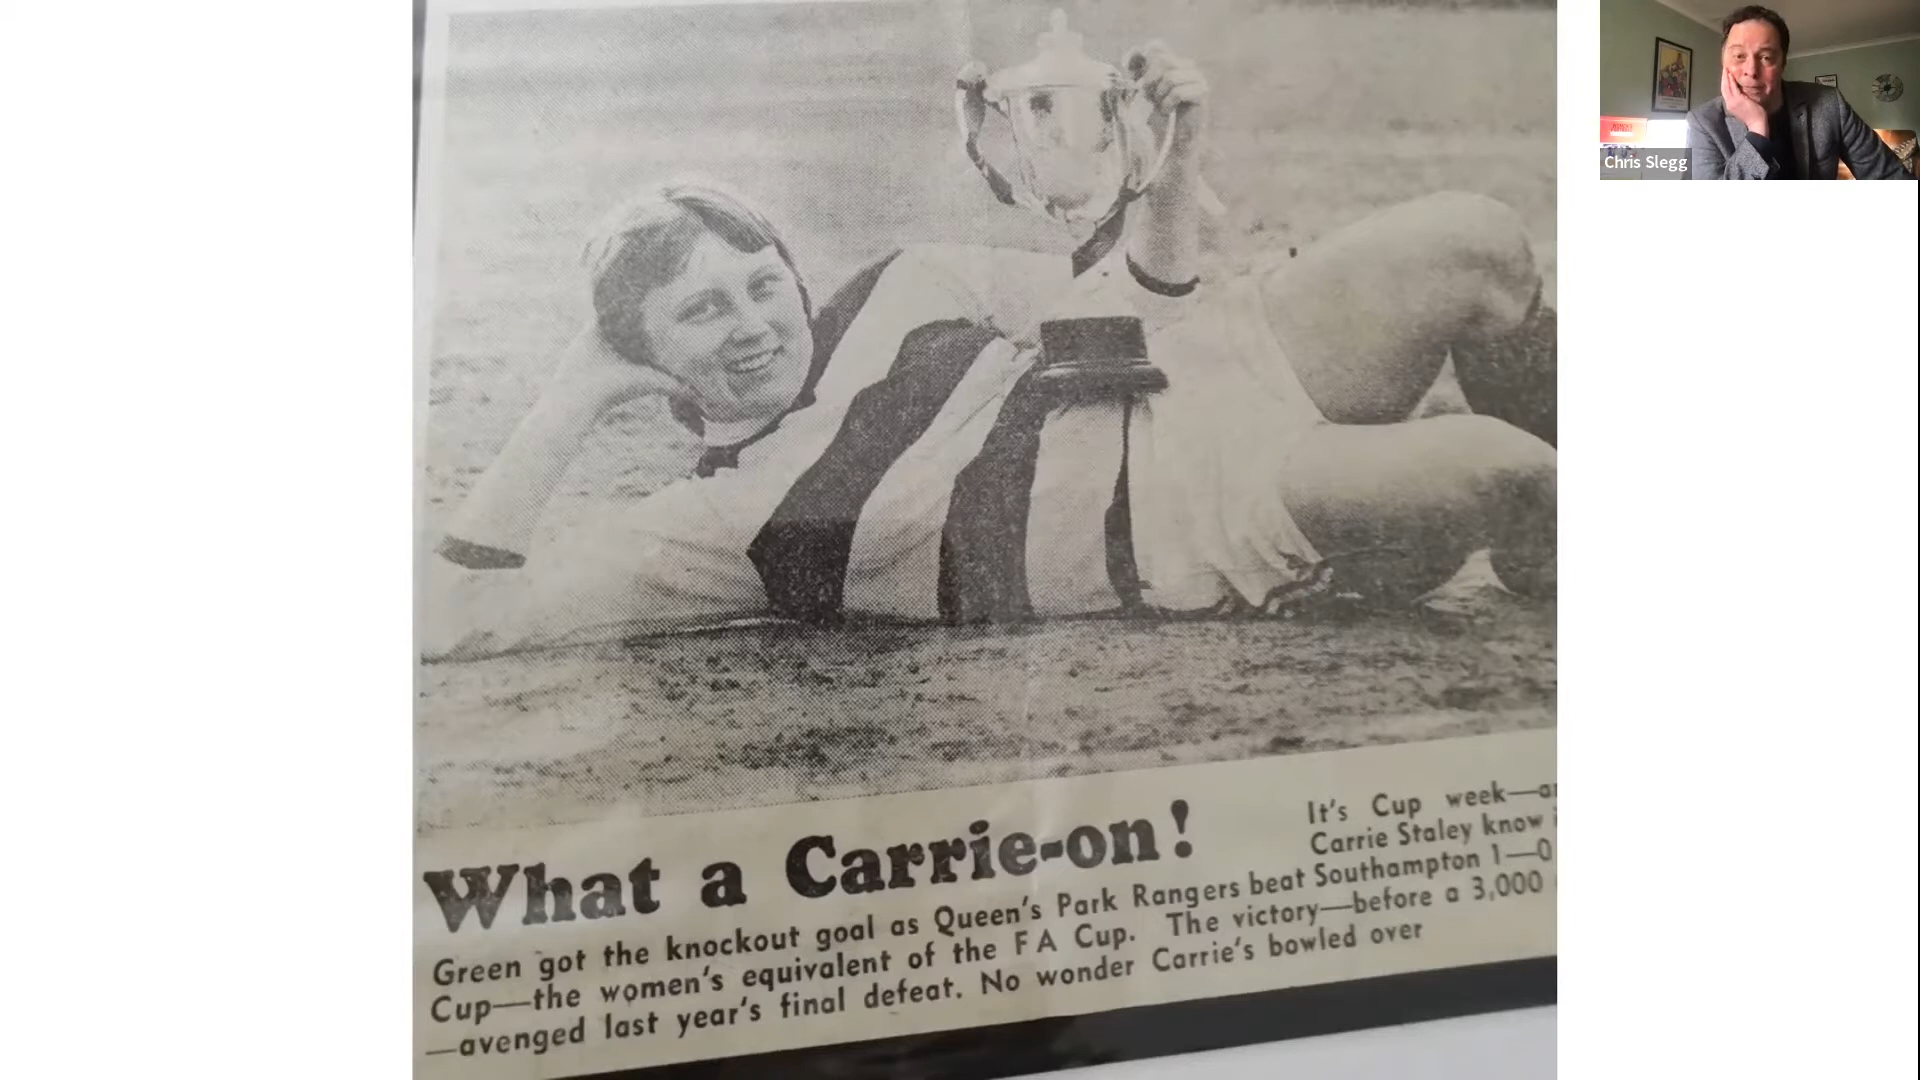 Chris Slegg
What a Carrie-on!
It's Cup week—
Carrie Staley know
Green got the knockout goal as Queen's Park Rangers beat Southampton 1—0
Cup—the women's equivalent of the F A Cup. The victory—before a 3,000
—avenged last year's final defeat. No wonder Carrie's bowled over